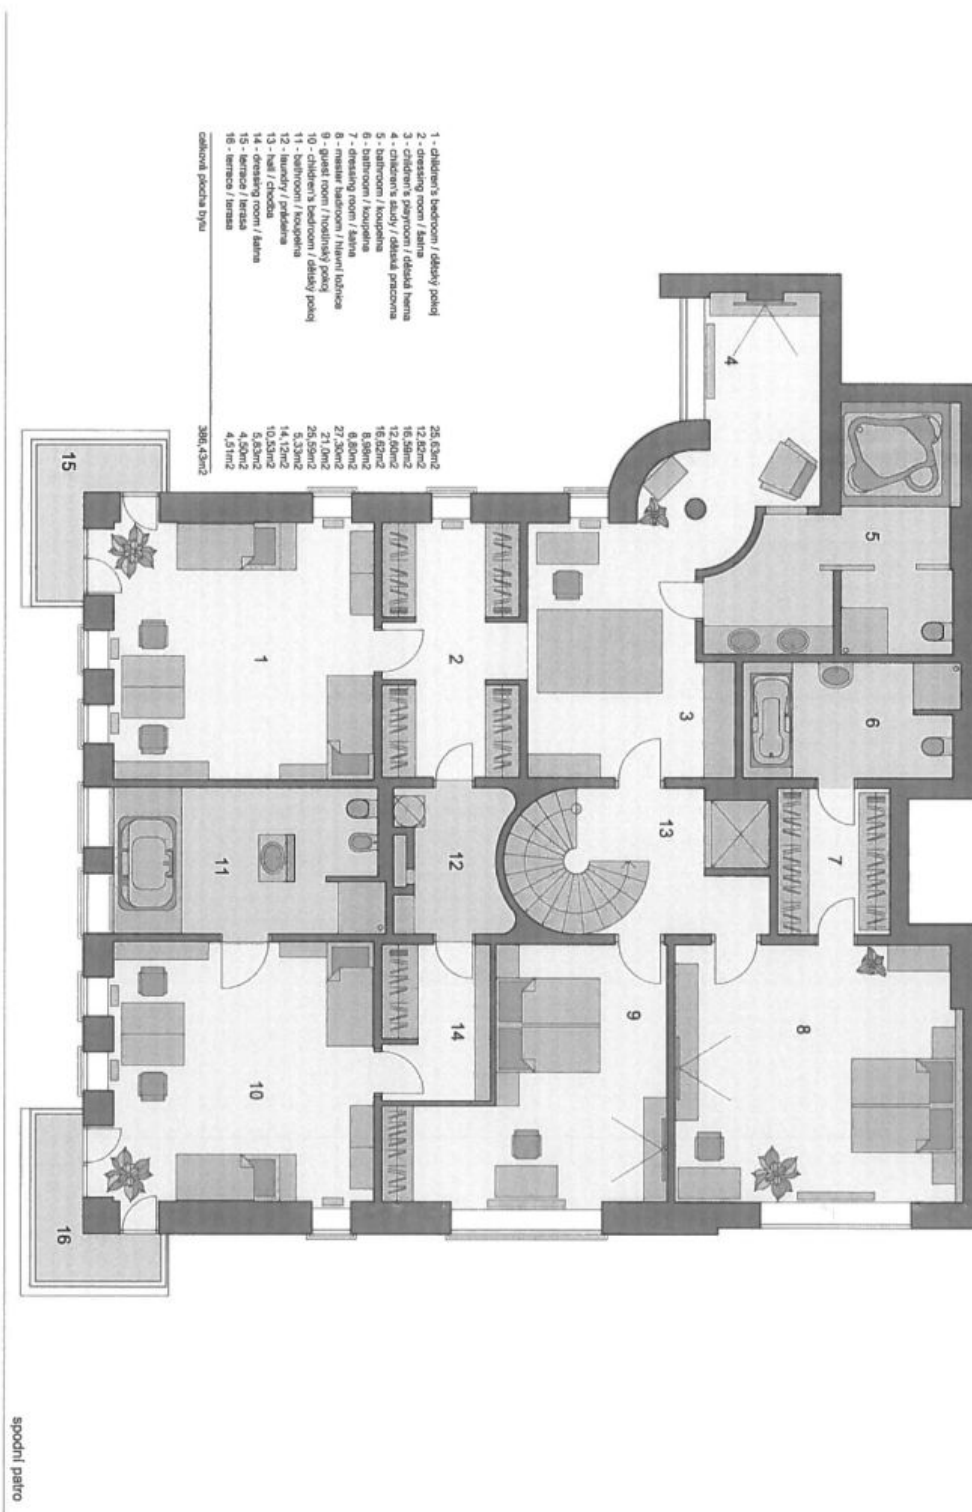 1 - children's bedroom / dětský pokoj 25,63m2
2 - dressing room / šatna 12,82m2
3 - children's playroom / dětská herna 16,59m2
4 - children's study / dětská pracovna 12,60m2
5 - bathroom / koupelna 16,62m2
6 - bathroom / koupelna 8,98m2
7 - dressing room / šatna 6,80m2
8 - master badroom / hlavní ložnice 27,30m2
9 - guest room / hostinský pokoj 21,0m2
10 - children's bedroom / dětský pokoj 25,59m2
11 - bathroom / koupelna 5,33m2
12 - laundry / prádelna 14,12m2
13 - hall / chodba 10,53m2
14 - dressing room / šatna 5,83m2
15 - terrace / terasa 4,50m2
16 - terrace / terasa 4,51m2
celková plocha bytu 386,43m2
4
5
6
7
8
3
13
9
2
12
14
1
11
10
15
16
spodní patro